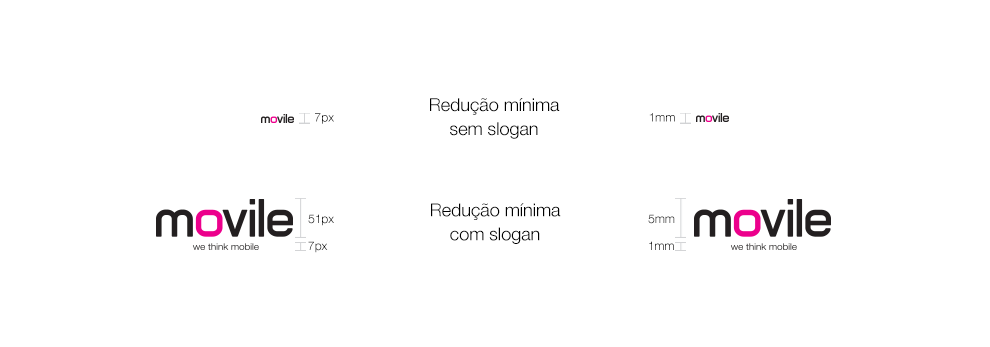 movile 7px
Redução mínima
sem slogan
1mm movile
movile 51px
we think mobile 7px
Redução mínima
com slogan
5mm movile
1mm we think mobile